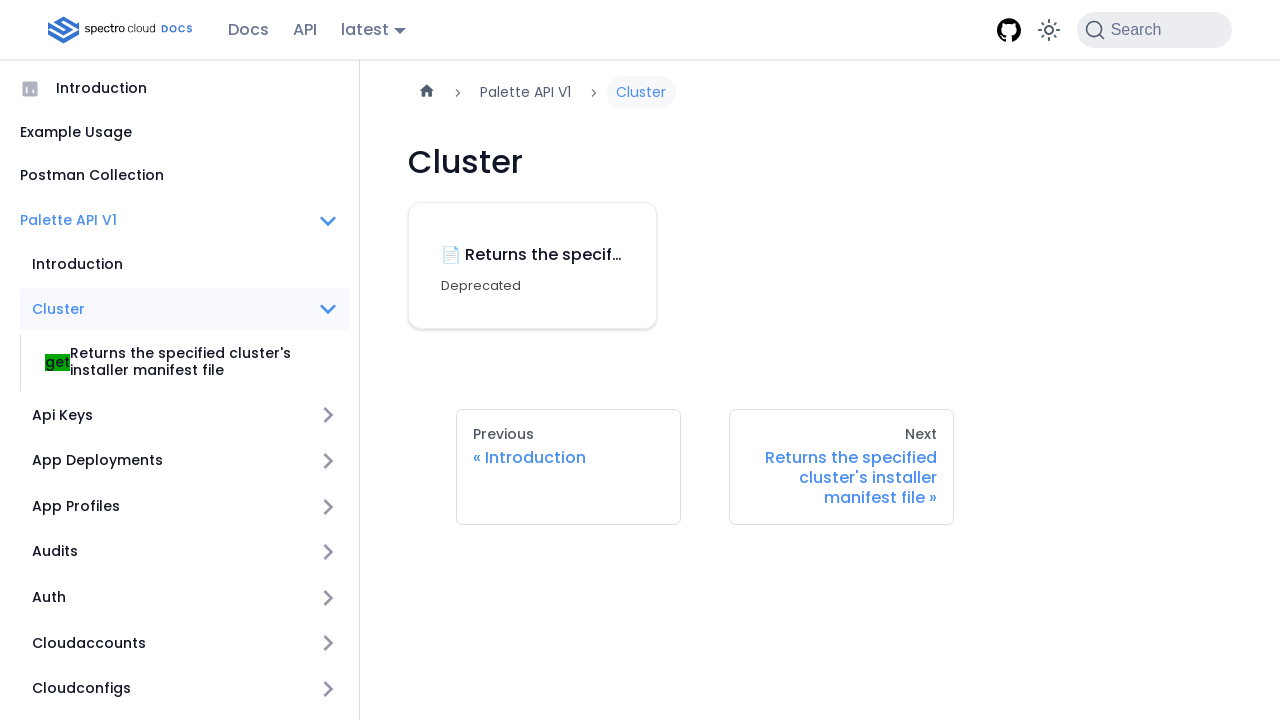 spectro cloud DOCS
Docs
API
latest
Search
Introduction
Example Usage
Postman Collection
Palette API V1
Introduction
Cluster
get
Returns the specified cluster's
installer manifest file
Api Keys
App Deployments
App Profiles
Audits
Auth
Cloudaccounts
Cloudconfigs
Palette API V1
Cluster
Cluster
Returns the specif…
Deprecated
Previous
« Introduction
Next
Returns the specified
cluster's installer
manifest file »